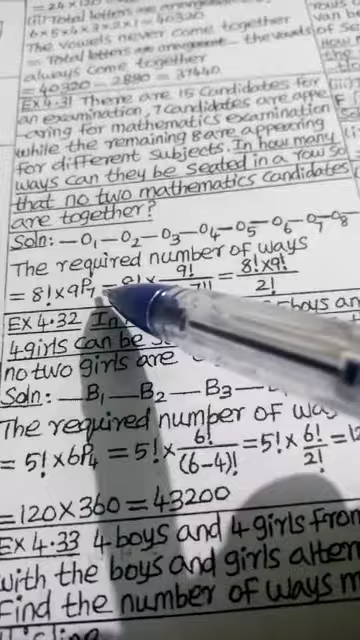 = 24×120
(ii) Total letters are
= 40320
6×5×4×3×2×1
The vowels never come together
= Total letters are arrangement - the vowels
always come together
= 40320 - 2880 = 37440
EX 4.31 There are 15 candidates for
an examination, 7 candidates are appe
-aring for mathematics examination
while the remaining 8 are appearing
for different subjects. In how many
ways can they be seated in a row so
that no two mathematics candidates
are together?
Soln: —O1—O2—O3—O4—O5—O6—O7—O8
The required number of ways
= 8! × 9P7 = 8! × 9! = 8!×9!
2!
EX 4.32 In
boys an
4 girls can be
no two girls are
Soln: —B1—B2—B3—
The required number of wa
= 5! × 6P4 = 5! × 6!/(6-4)! = 5! × 6!/2! = 12
= 120×360 = 43200
EX 4.33 4 boys and 4 girls from
with the boys and girls alter
Find the number of ways m